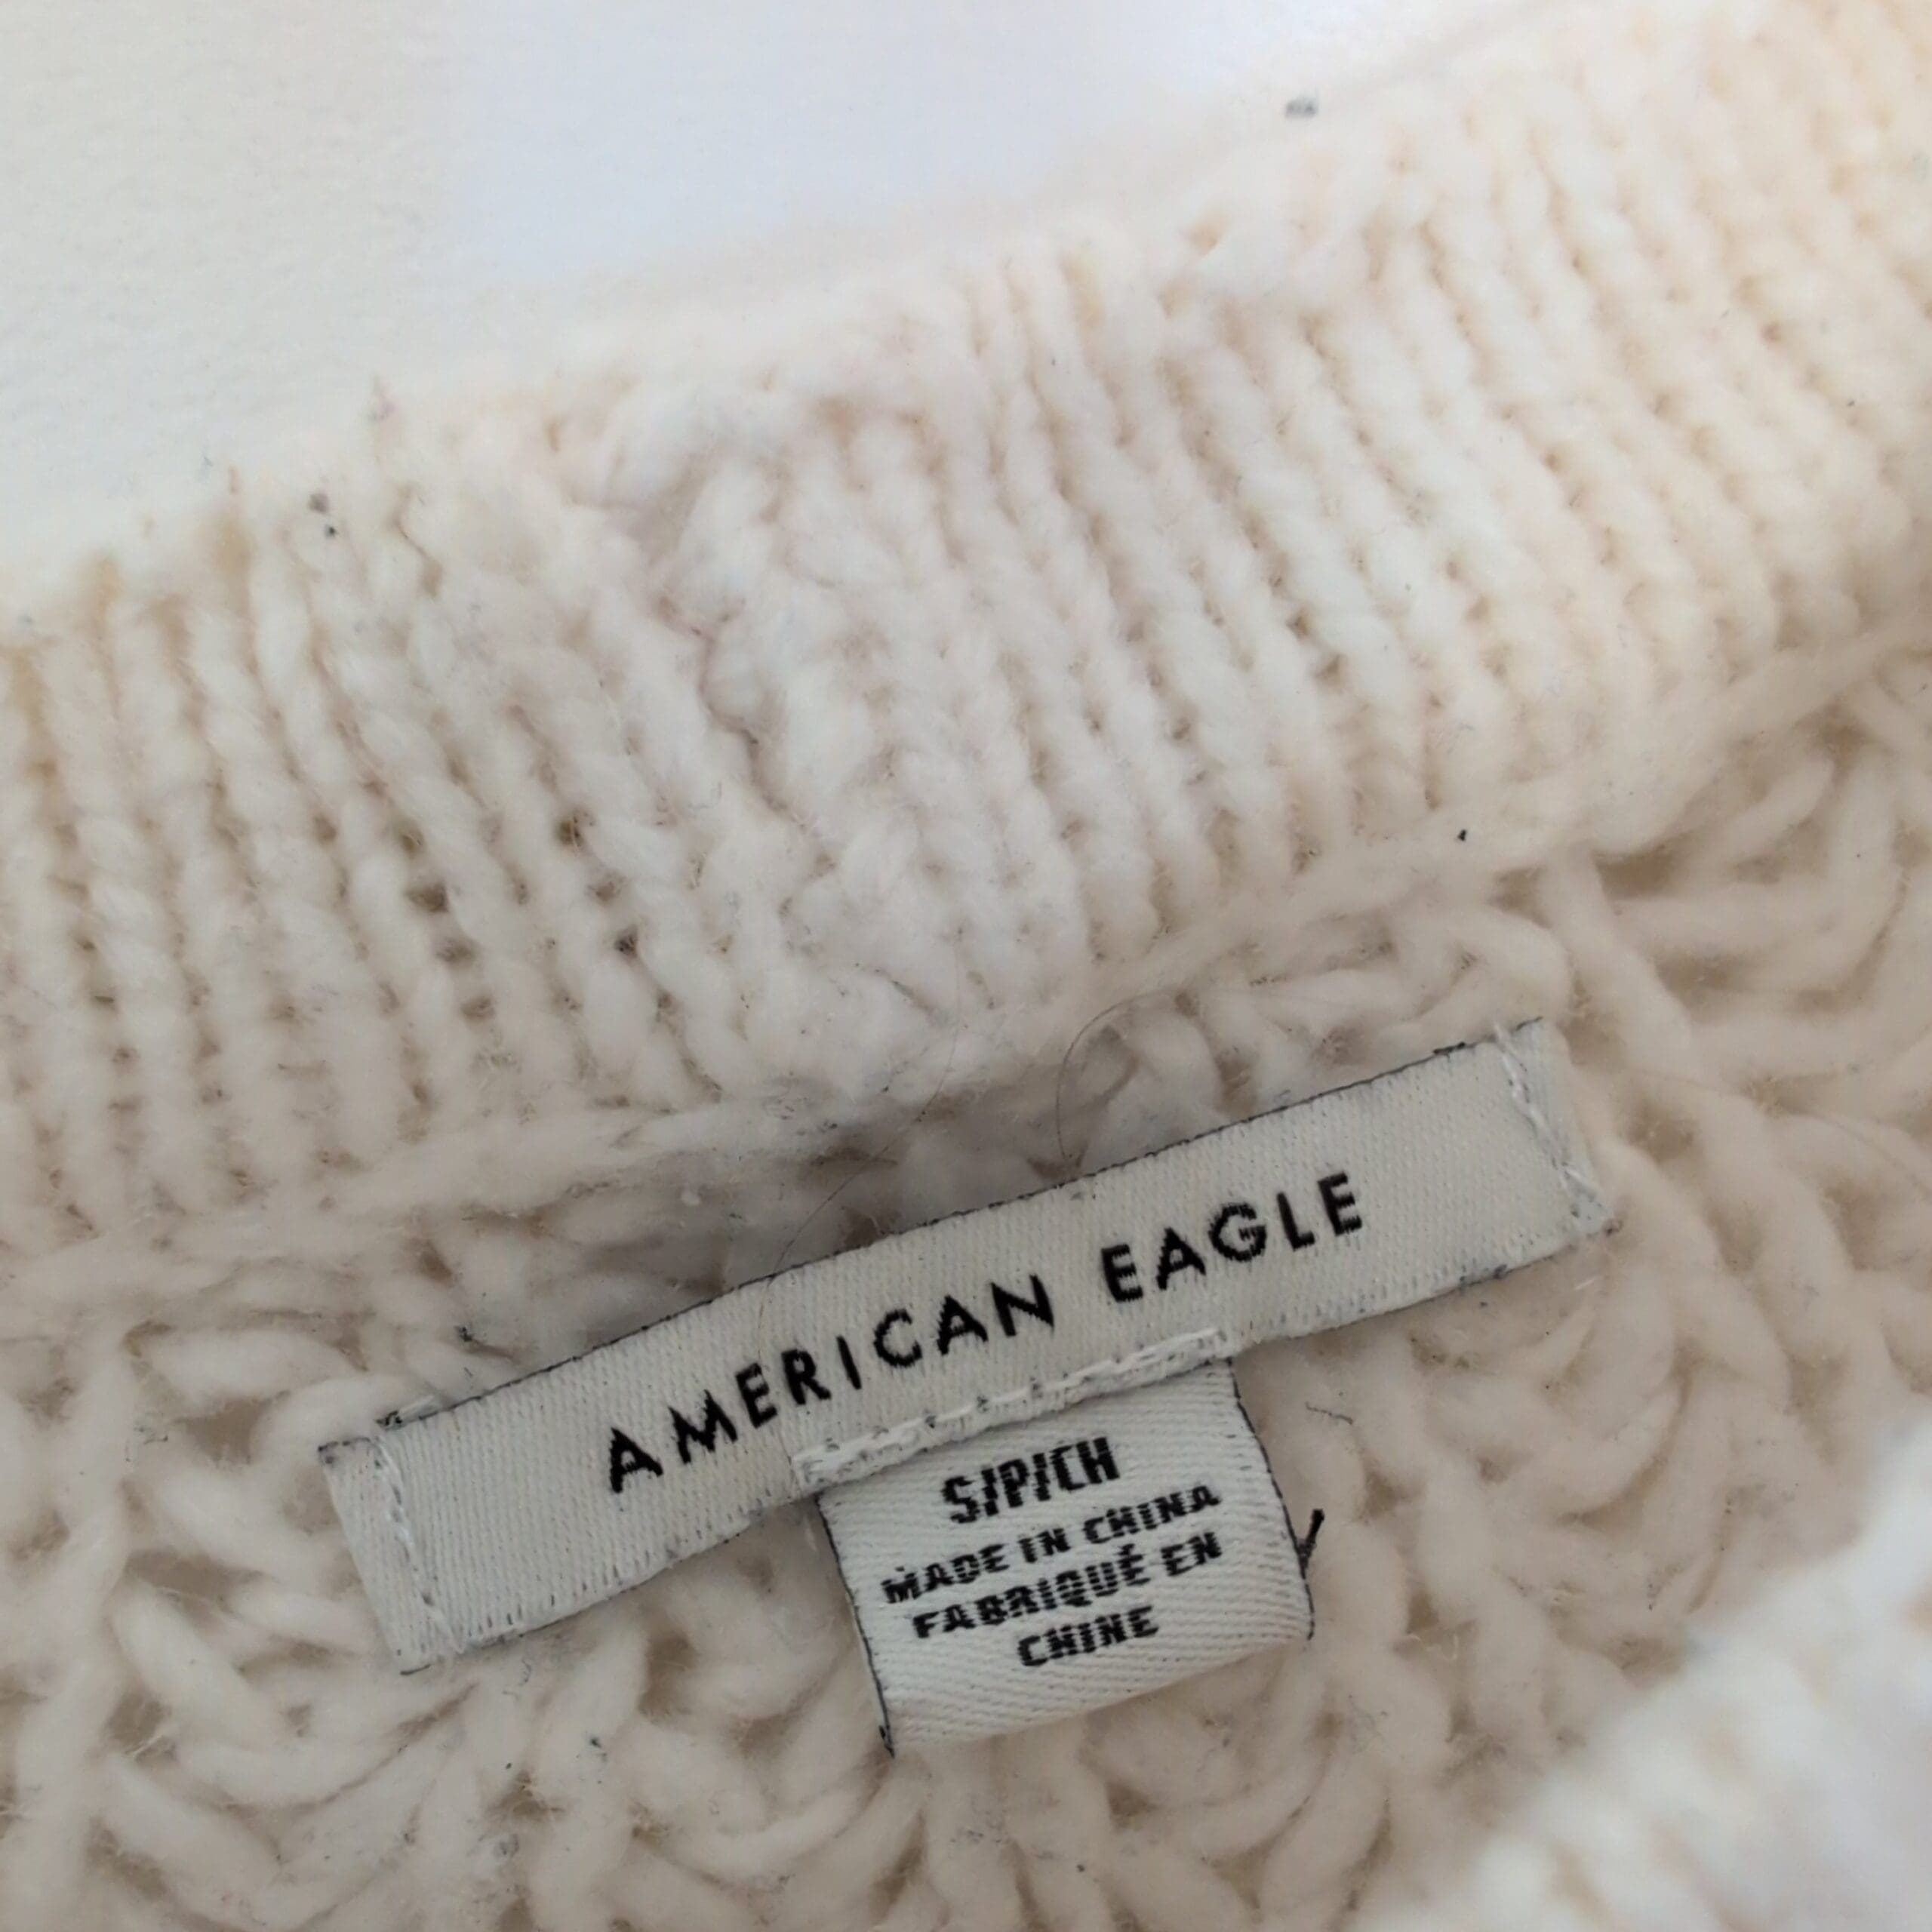 AMERICAN EAGLE
S/P/CH
MADE IN CHINA
FABRIQUÉ EN
CHINE